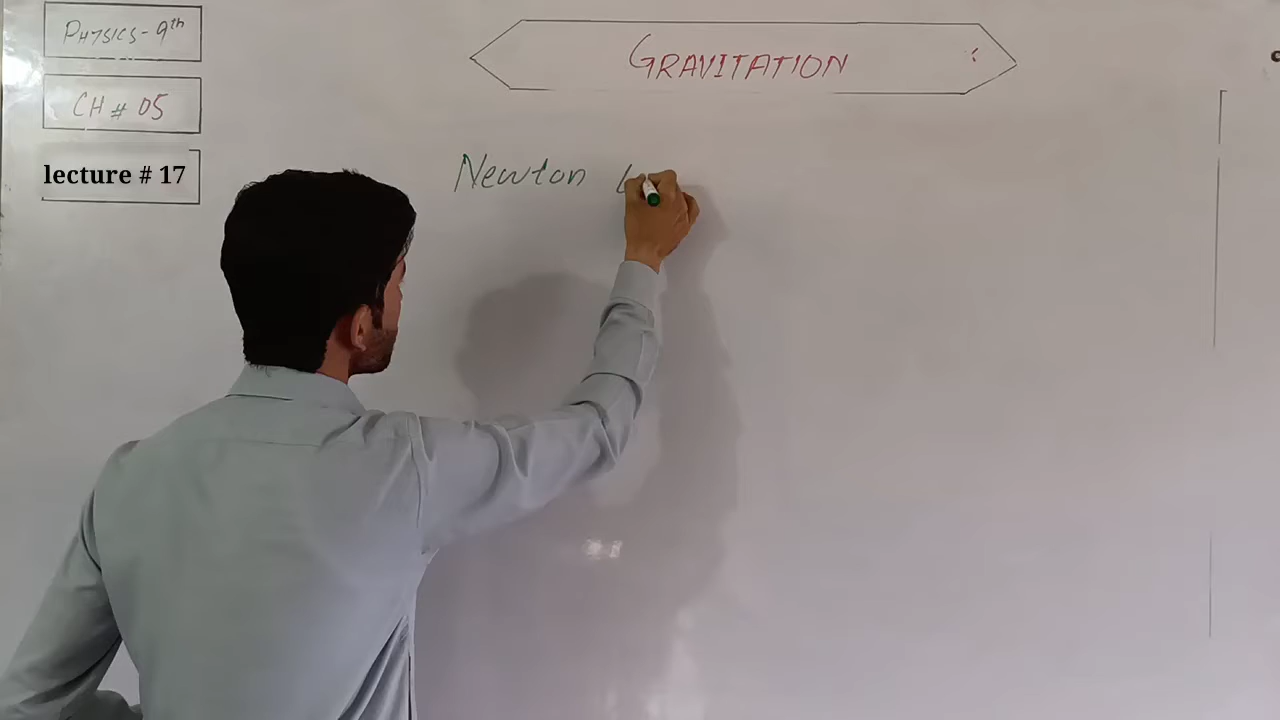 PHYSICS-9th
CH # 05
lecture # 17
GRAVITATION
Newton